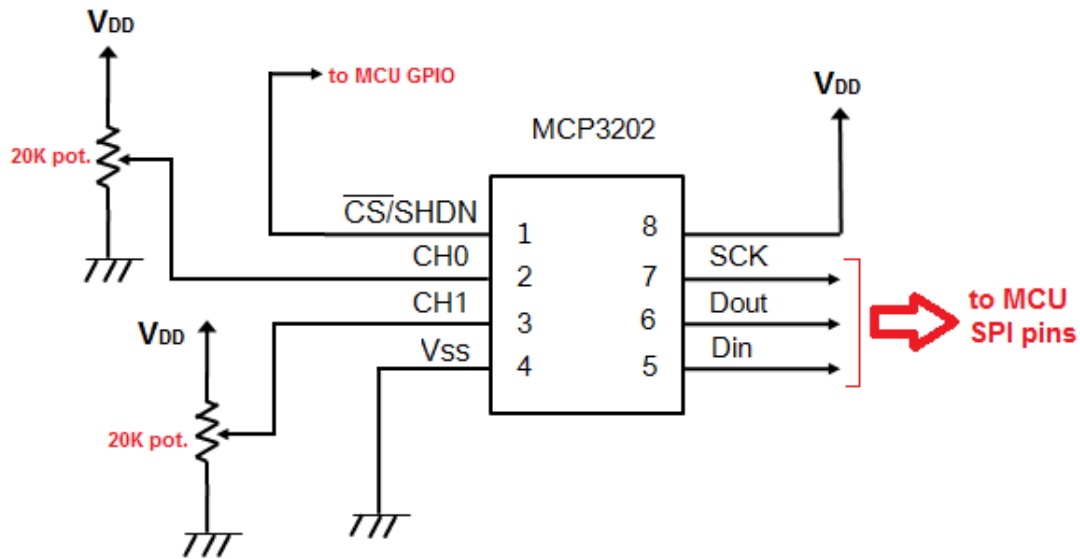 VDD
to MCU GPIO
20K pot.
VDD
MCP3202
CS/SHDN
1
8
CH0
2
7
SCK
CH1
3
6
Dout
Vss
4
5
Din
to MCU
SPI pins
VDD
20K pot.